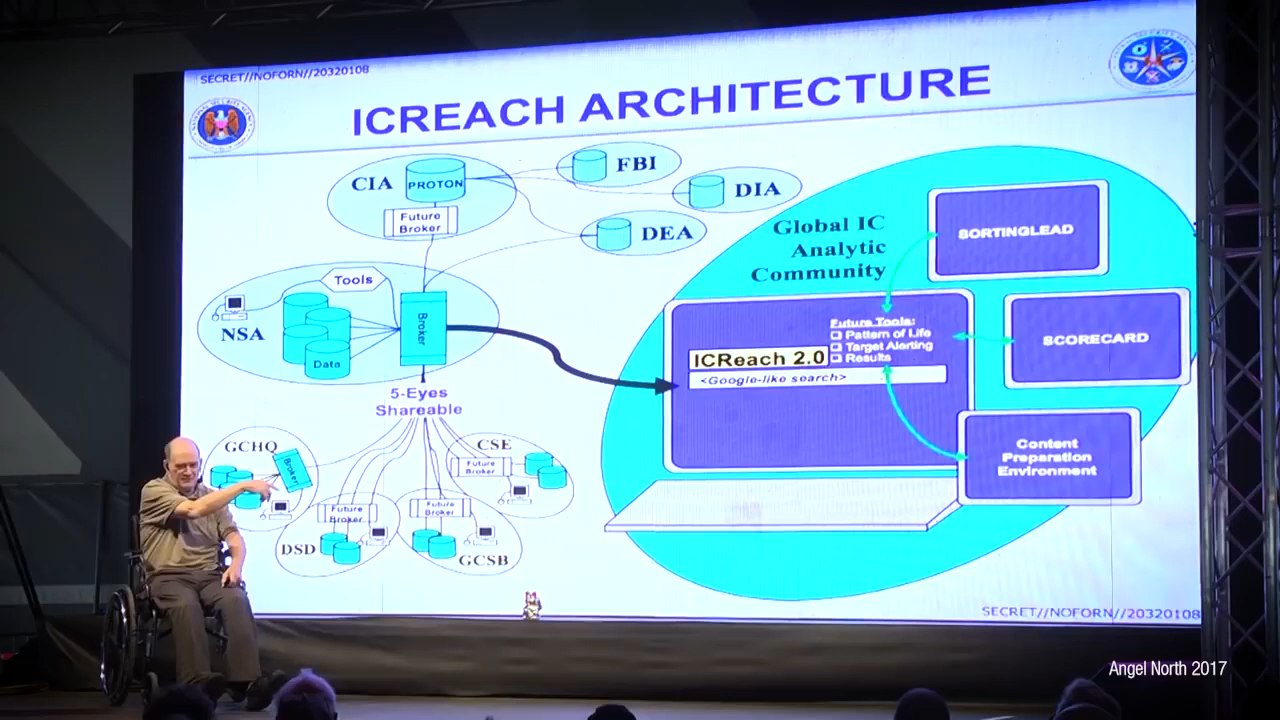 SECRET//NOFORN//20320108
ICREACH ARCHITECTURE
CIA
PROTON
FBI
DIA
Future
Broker
DEA
Global IC
Analytic
Community
SORTINGLEAD
Tools
NSA
Data
Broker
Future Tools:
Pattern of Life
Target Alerting
Results
ICReach 2.0
<Google-like search>
SCORECARD
5-Eyes
Shareable
Content
Preparation
Environment
GCHQ
Broker
CSE
Future
Broker
Future
Broker
Future
Broker
DSD
GCSB
SECRET//NOFORN//20320108
Angel North 2017